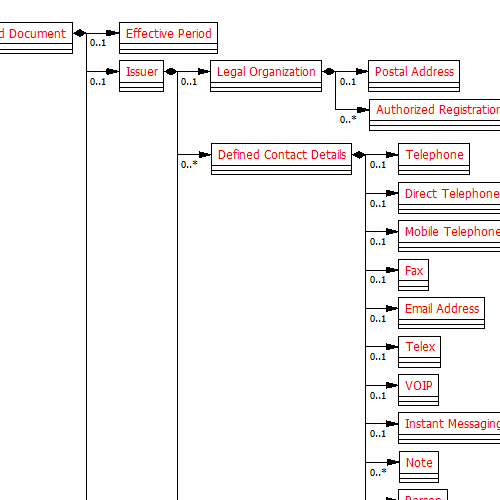 d Document
Effective Period
0..1
Issuer
Legal Organization
Postal Address
0..1
0..1
0..1
Authorized Registration
0..*
Defined Contact Details
Telephone
0..*
0..1
Direct Telephone
0..1
Mobile Telephone
0..1
Fax
0..1
Email Address
0..1
Telex
0..1
VOIP
0..1
Instant Messaging
0..1
Note
0..*
Person